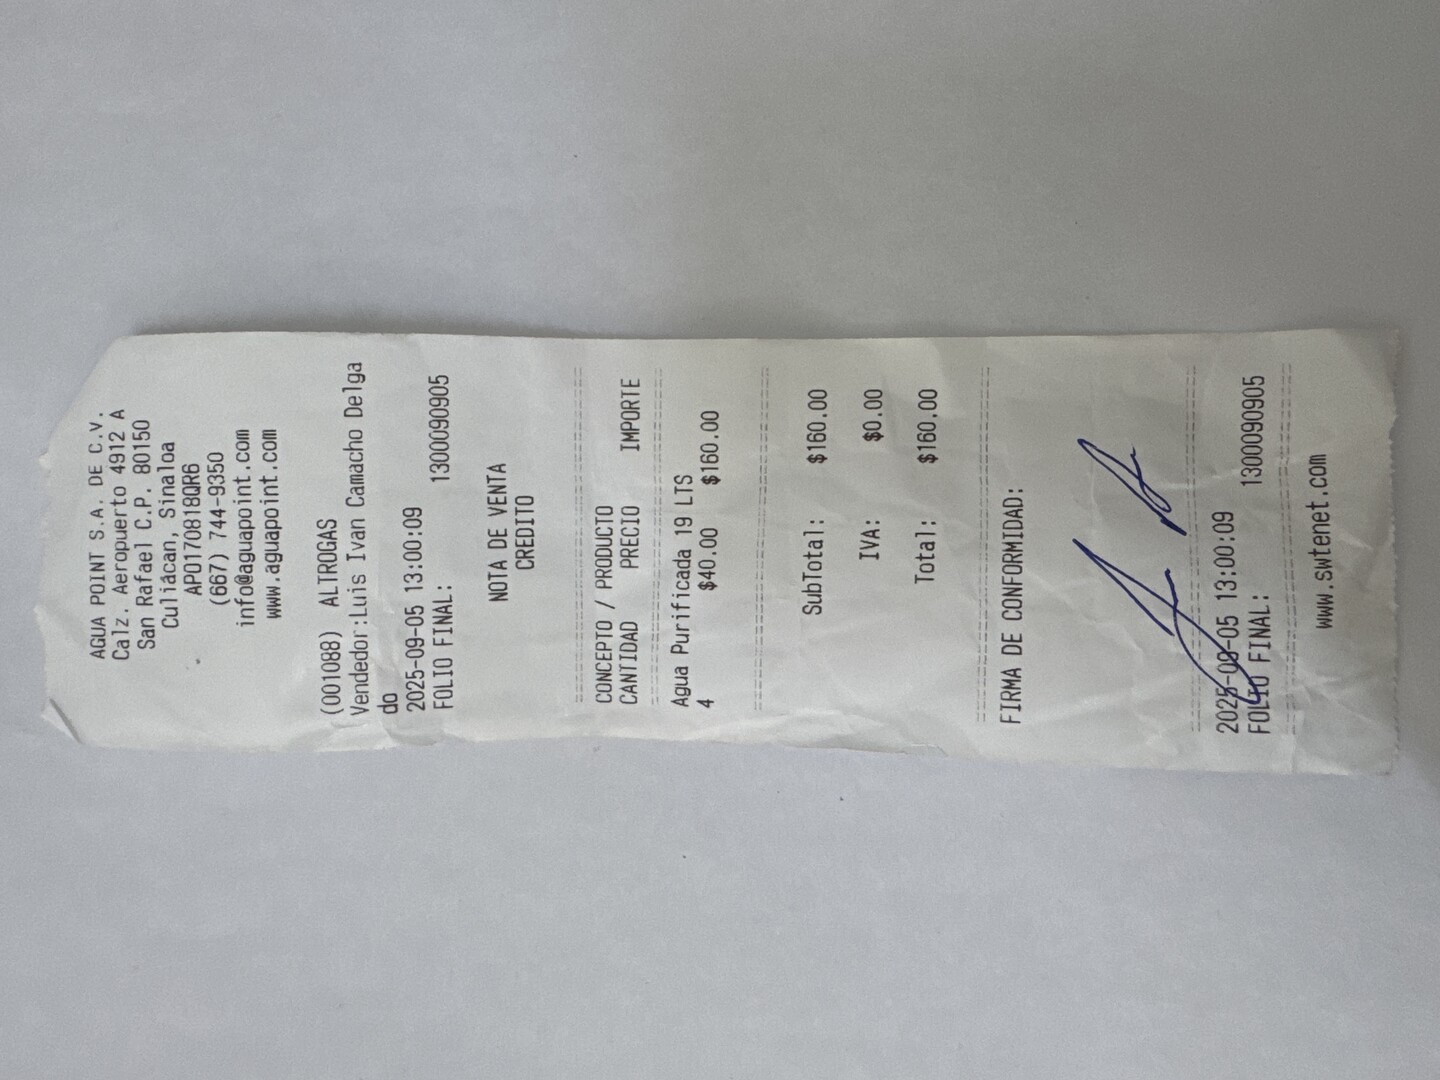 AGUA POINT S.A. DE C.V.
Calz. Aeropuerto 4912 A
San Rafael C.P. 80150
Culiácan, Sinaloa
APO170818QR6
(667) 744-9350
info@aguapoint.com
www.aguapoint.com
(001088) ALTROGAS
Vendedor:Luis Ivan Camacho Delga
do
2025-09-05 13:00:09
FOLIO FINAL: 1300090905
NOTA DE VENTA
CREDITO
CONCEPTO / PRODUCTO
CANTIDAD PRECIO IMPORTE
Agua Purificada 19 LTS
4 $40.00 $160.00
SubTotal: $160.00
IVA: $0.00
Total: $160.00
FIRMA DE CONFORMIDAD:
2025-09-05 13:00:09
FOLIO FINAL: 1300090905
www.swtenet.com